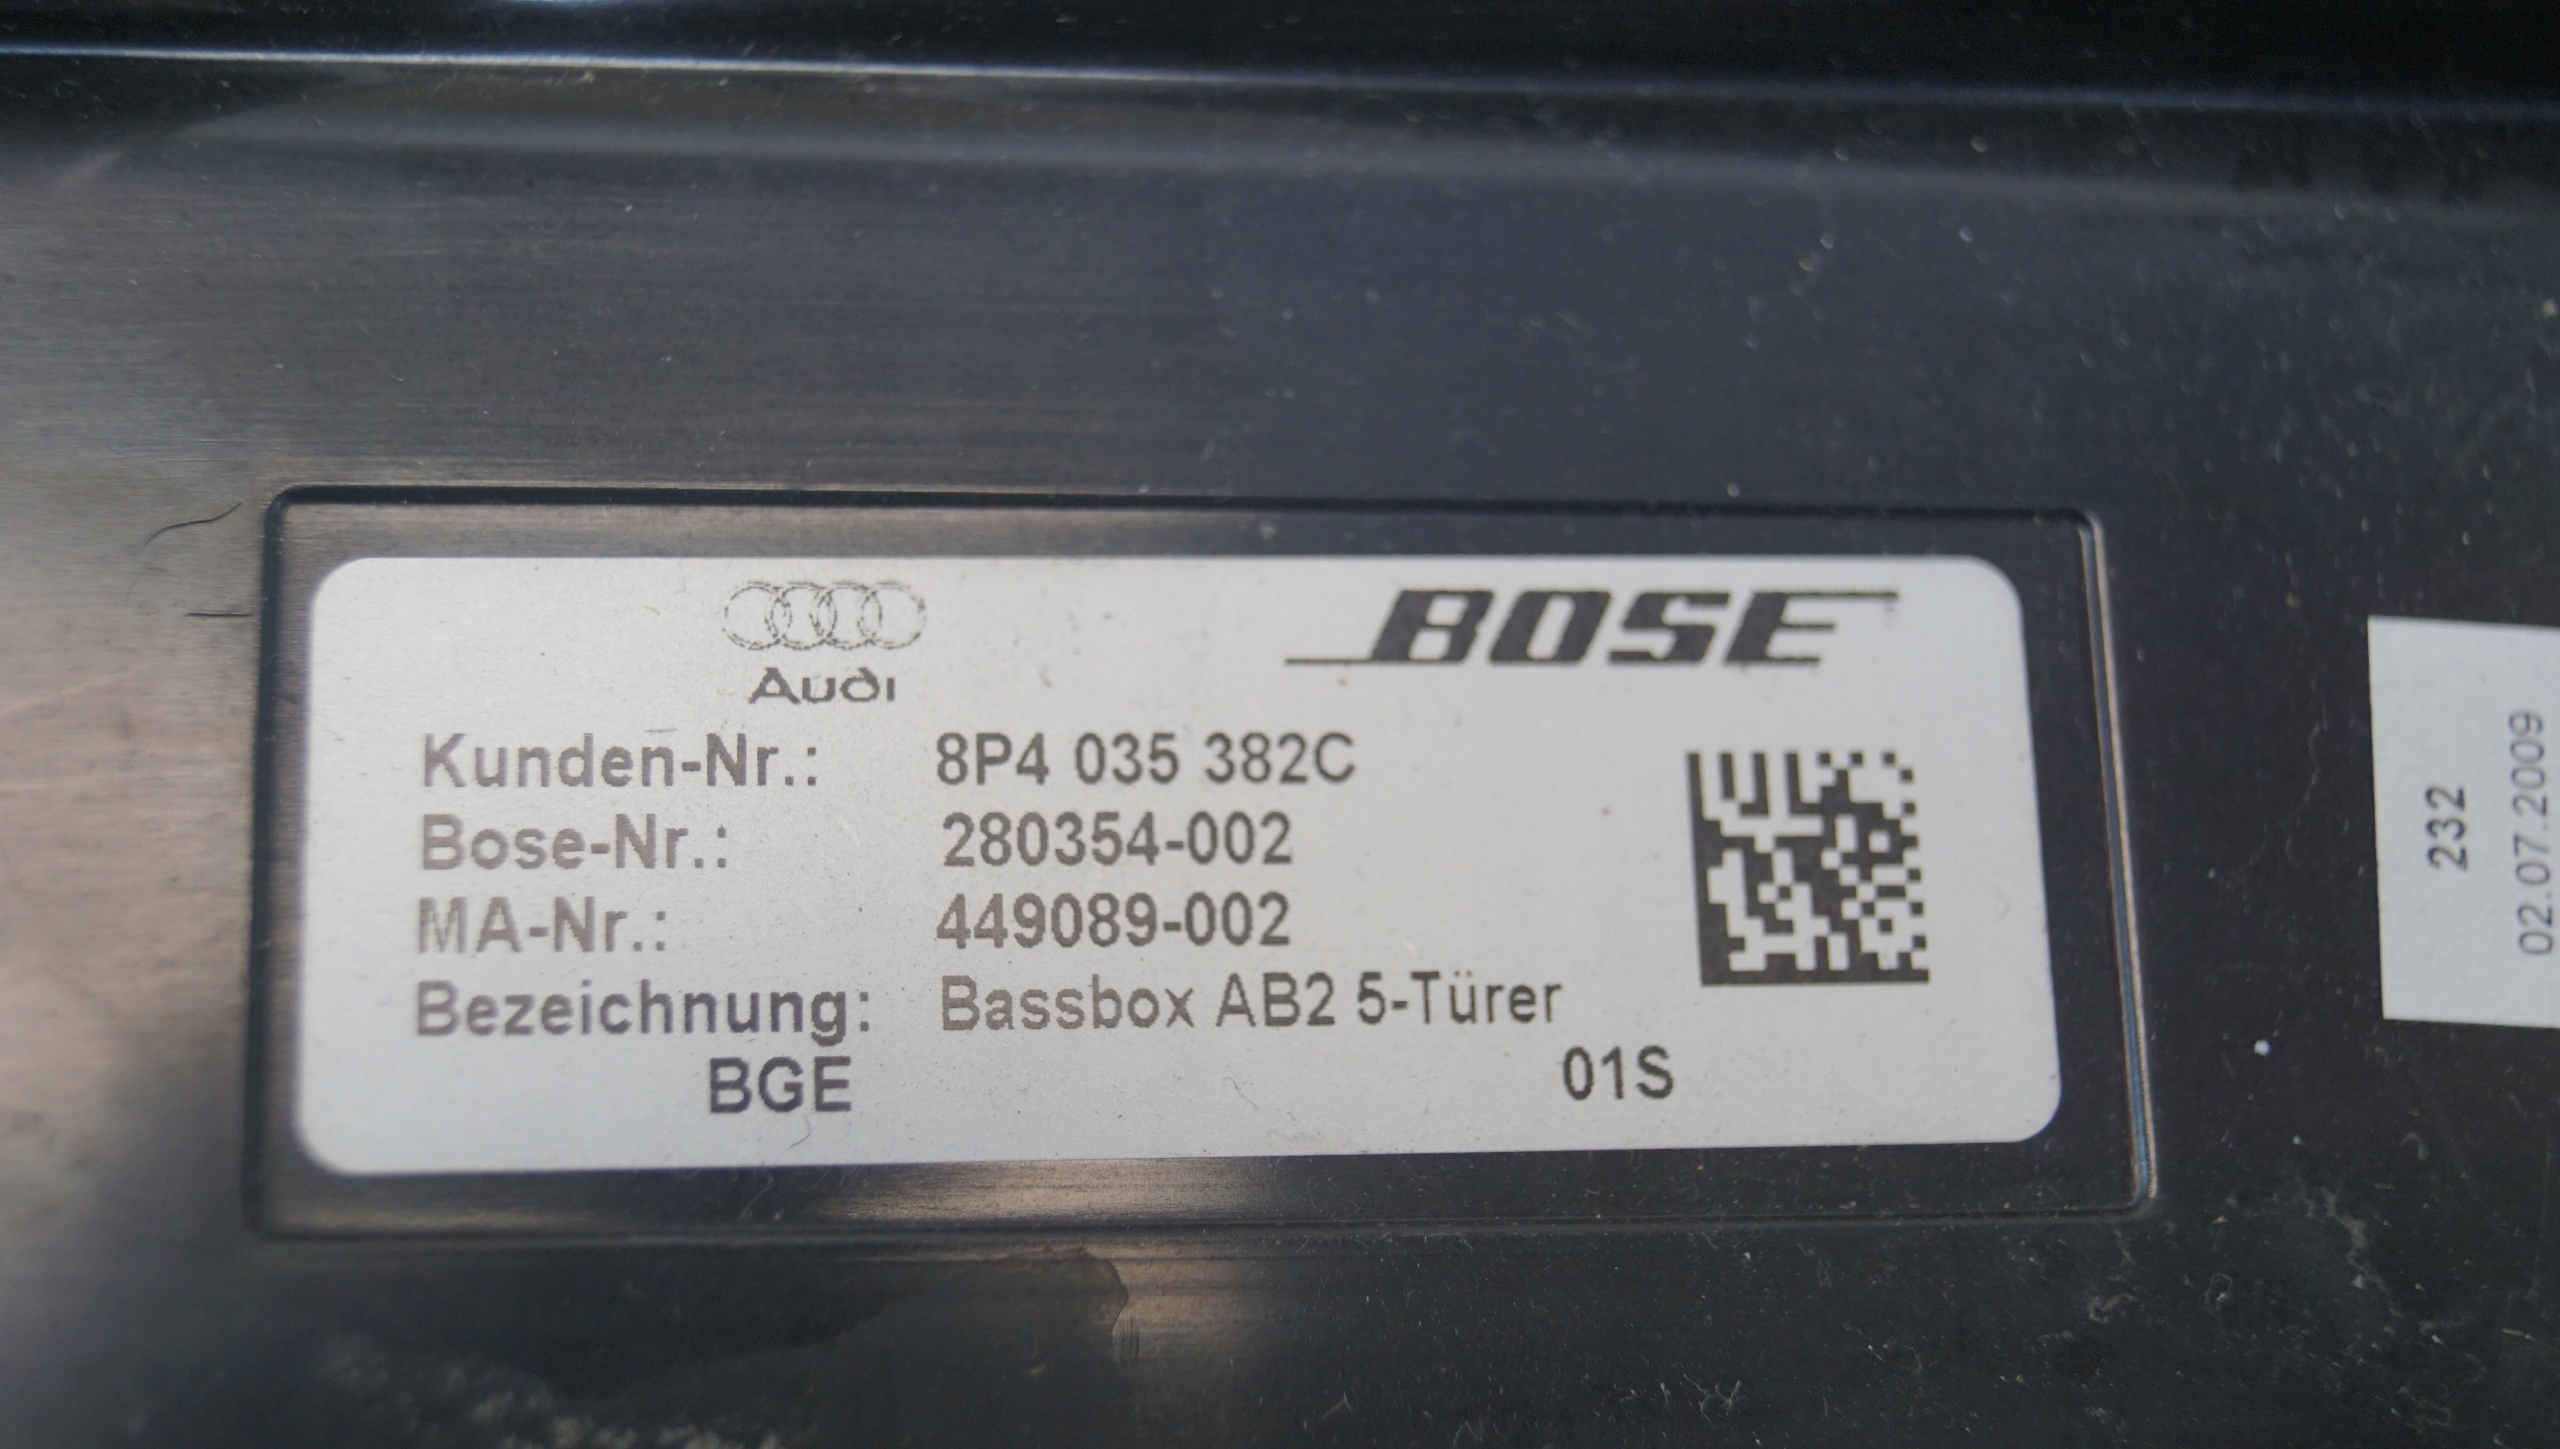 Audi BOSE
Kunden-Nr.: 8P4 035 382C
Bose-Nr.: 280354-002
MA-Nr.: 449089-002
Bezeichnung: Bassbox AB2 5-Türer
BGE 01S
232
02.07.2009